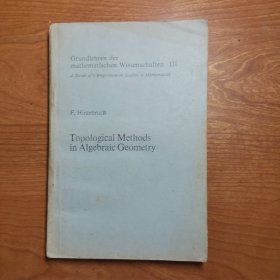 Grundlehren der
mathematischen Wissenschaften 131
A Series of Comprehensive Studies in Mathematics
F. Hirzebruch
Topological Methods
in Algebraic Geometry